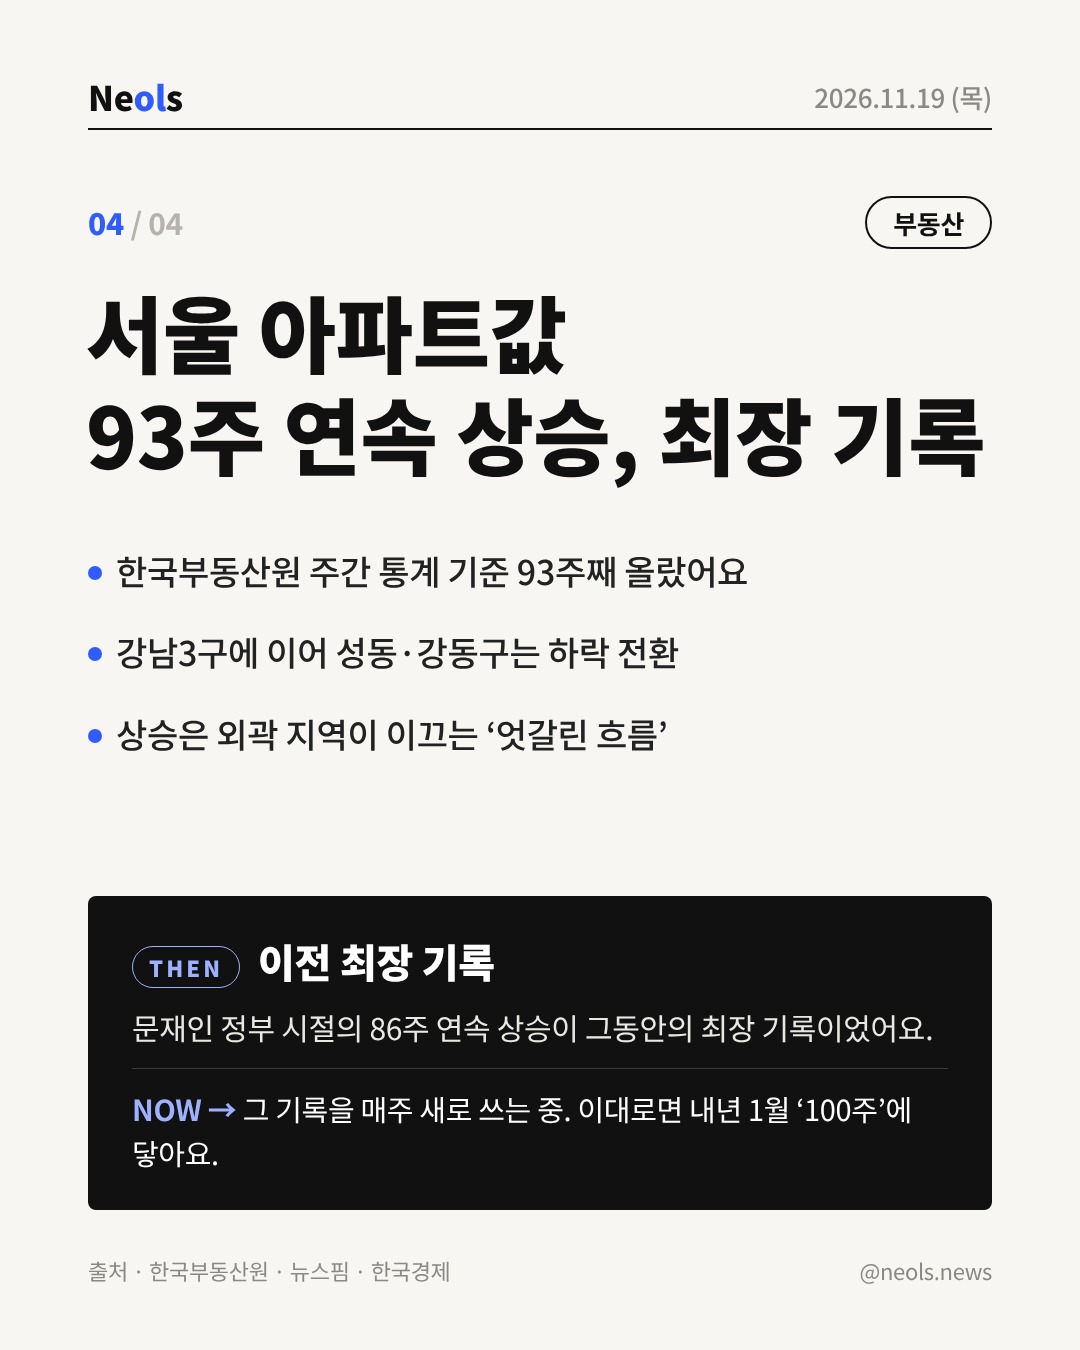 Neols
2026.11.19 (목)
04 / 04
부동산
서울 아파트값
93주 연속 상승, 최장 기록
한국부동산원 주간 통계 기준 93주째 올랐어요
강남3구에 이어 성동·강동구는 하락 전환
상승은 외곽 지역이 이끄는 ‘엇갈린 흐름’
THEN 이전 최장 기록
문재인 정부 시절의 86주 연속 상승이 그동안의 최장 기록이었어요.
NOW → 그 기록을 매주 새로 쓰는 중. 이대로면 내년 1월 ‘100주’에
닿아요.
출처 · 한국부동산원 · 뉴스핌 · 한국경제
@neols.news